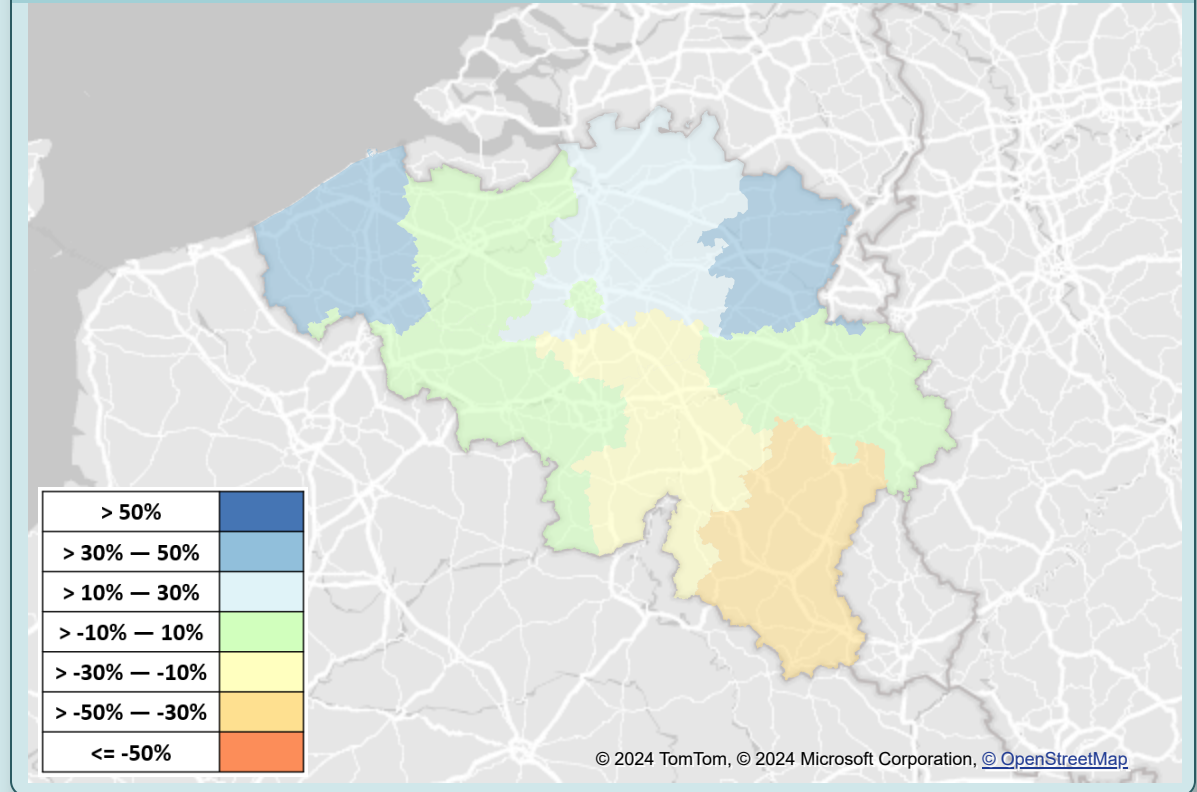 > 50%
> 30% — 50%
> 10% — 30%
> -10% — 10%
> -30% — -10%
> -50% — -30%
<= -50%
© 2024 TomTom, © 2024 Microsoft Corporation, © OpenStreetMap